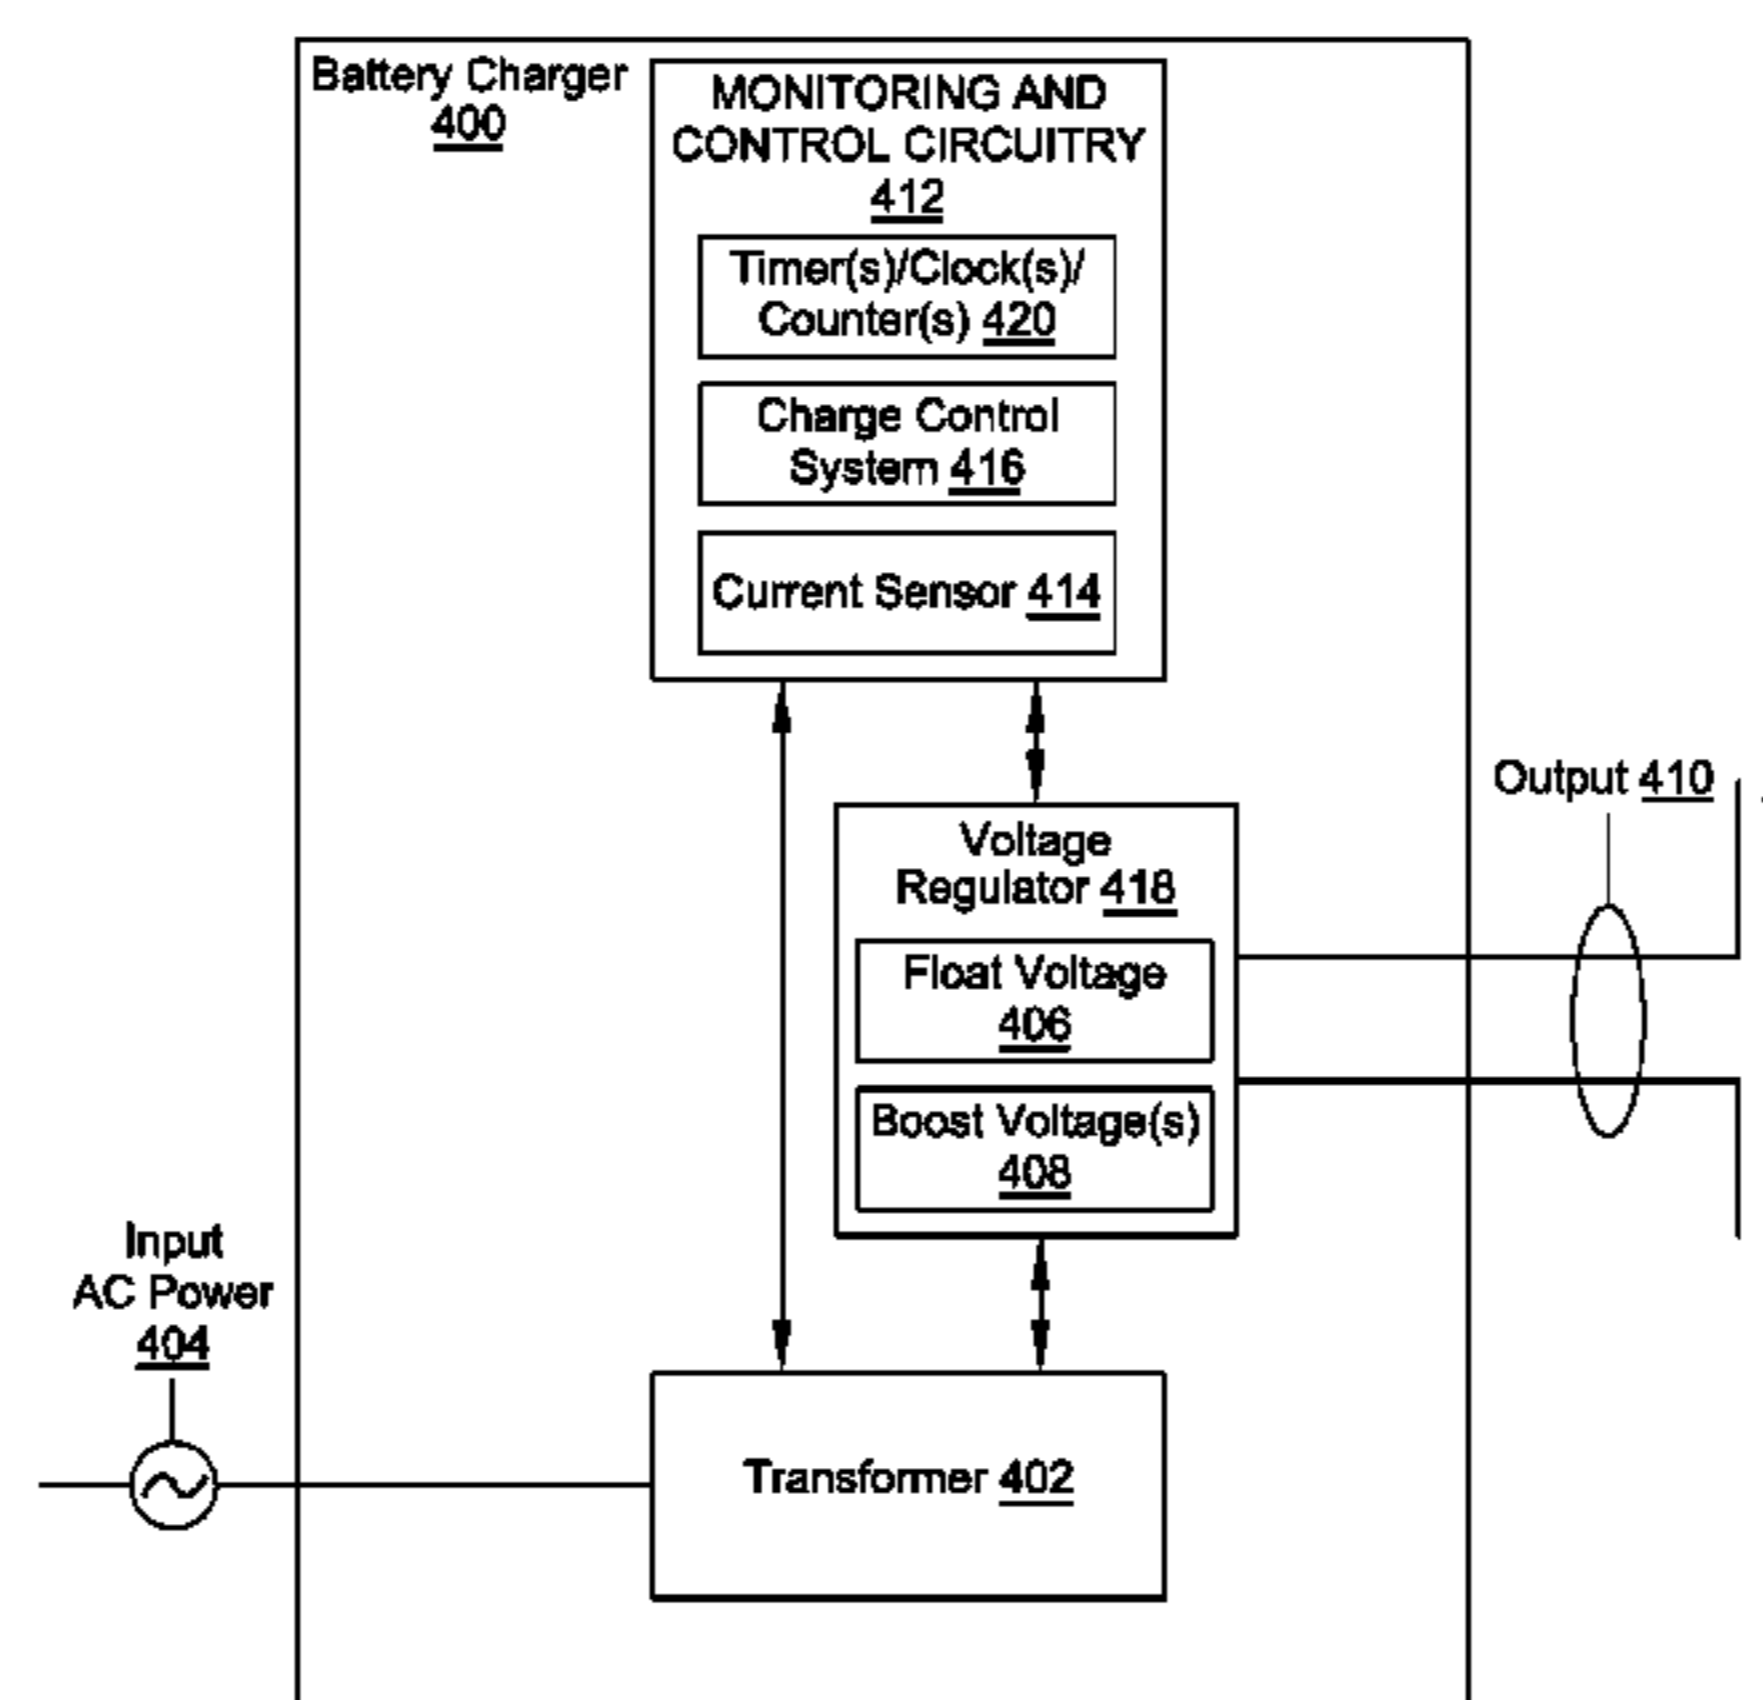 Battery Charger
400
MONITORING AND
CONTROL CIRCUITRY
412
Timer(s)/Clock(s)/
Counter(s) 420
Charge Control
System 416
Current Sensor 414
Output 410
Voltage
Regulator 418
Float Voltage
406
Boost Voltage(s)
408
Input
AC Power
404
Transformer 402